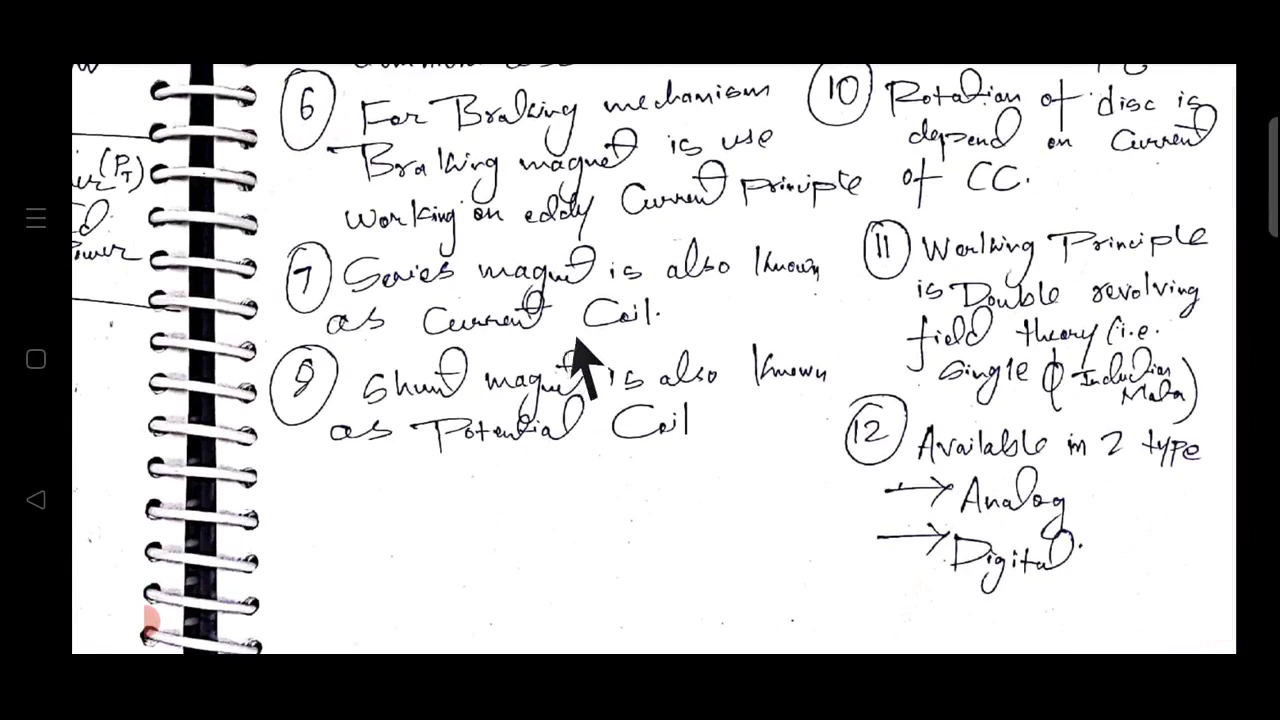 (PT)
Power
6 For Braking mechanism
Braking magnet is use
working on eddy Current principle
7 Series magnet is also known
as Current Coil.
8 Shunt magnet is also known
as Potential Coil
10 Rotation of disc is
depend on Current
of CC.
11 Working Principle
is Double revolving
field theory (i.e.
Single ϕ Induction
Motor)
12 Available in 2 type
→ Analog
→ Digital.